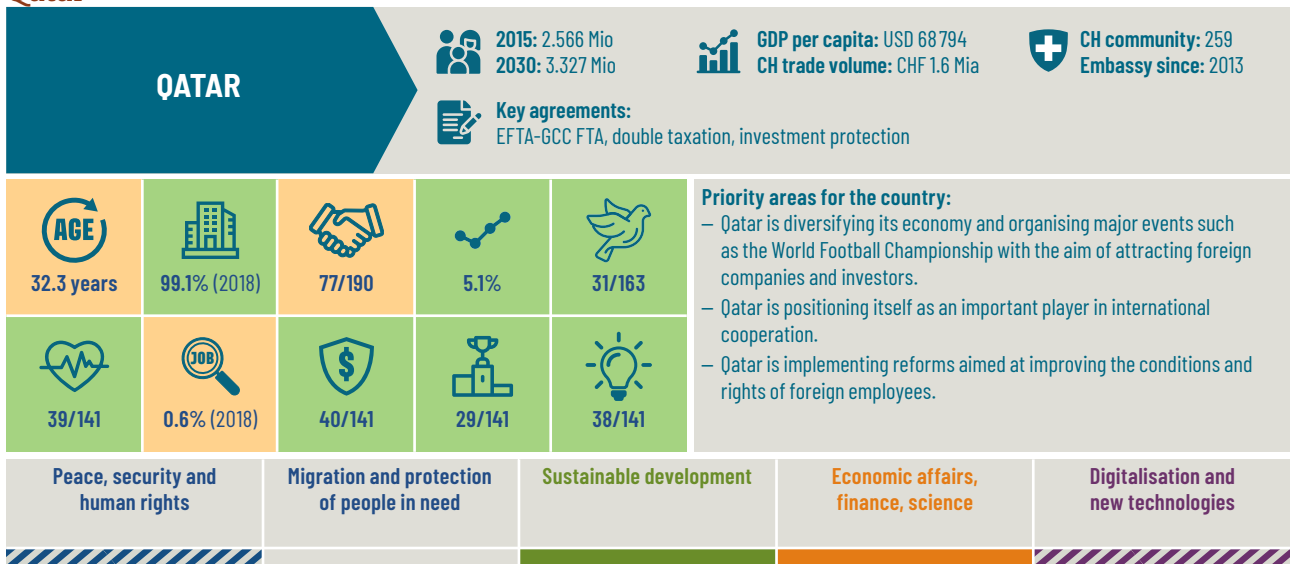 QATAR
2015: 2.566 Mio
2030: 3.327 Mio
GDP per capita: USD 68 794
CH trade volume: CHF 1.6 Mia
CH community: 259
Embassy since: 2013
Key agreements:
EFTA-GCC FTA, double taxation, investment protection
AGE
32.3 years
99.1% (2018)
77/190
5.1%
31/163
39/141
JOB
0.6% (2018)
$
40/141
29/141
38/141
Priority areas for the country:
– Qatar is diversifying its economy and organising major events such
as the World Football Championship with the aim of attracting foreign
companies and investors.
– Qatar is positioning itself as an important player in international
cooperation.
– Qatar is implementing reforms aimed at improving the conditions and
rights of foreign employees.
Peace, security and
human rights
Migration and protection
of people in need
Sustainable development
Economic affairs,
finance, science
Digitalisation and
new technologies